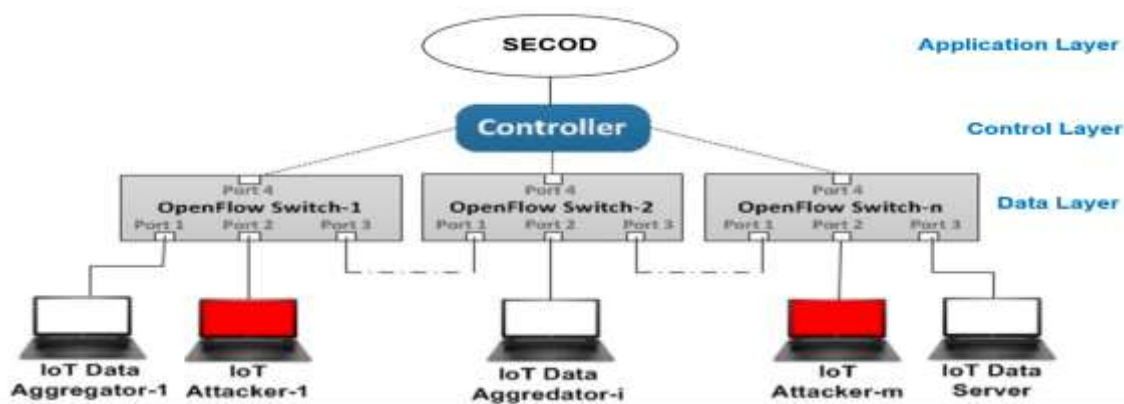 SECOD
Application Layer
Controller
Control Layer
Port 4
Port 4
Port 4
OpenFlow Switch-1
OpenFlow Switch-2
OpenFlow Switch-n
Data Layer
Port 1 Port 2 Port 3
Port 1 Port 2 Port 3
Port 1 Port 2 Port 3
IoT Data
Aggregator-1
IoT
Attacker-1
IoT Data
Aggredator-i
IoT
Attacker-m
IoT Data
Server